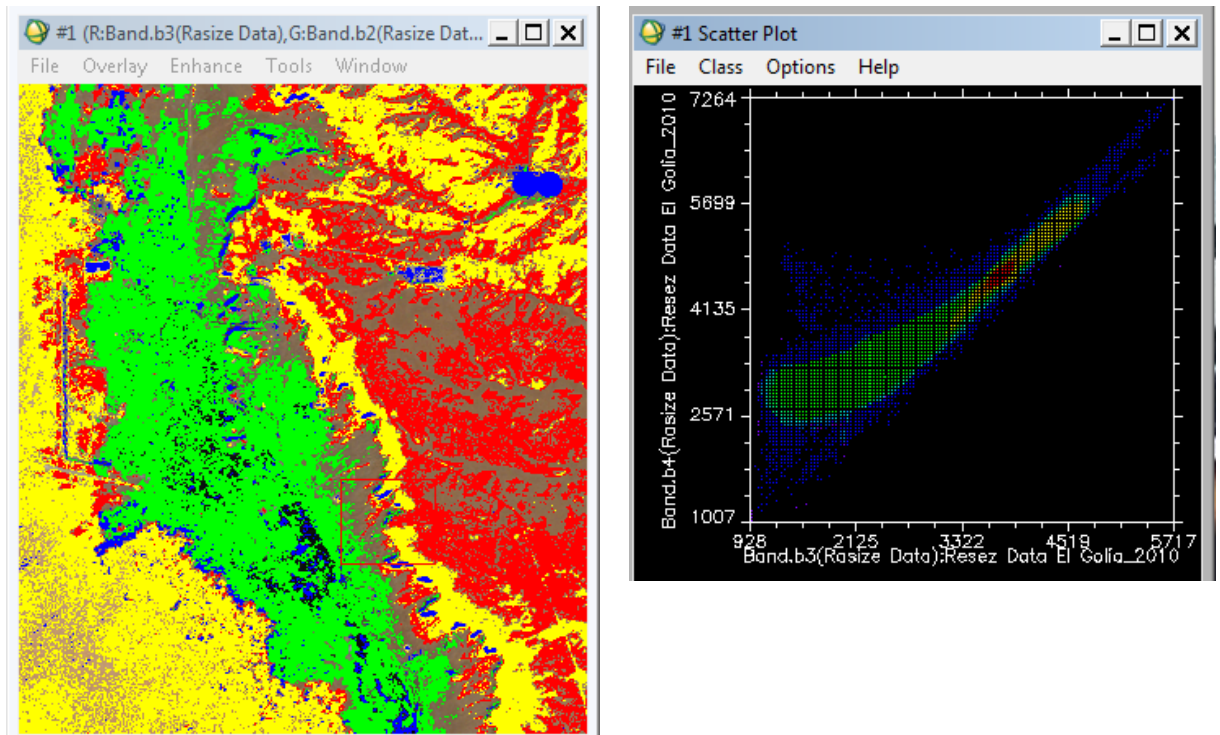 #1 (R:Band.b3(Rasize Data),G:Band.b2(Rasize Dat...
File Overlay Enhance Tools Window
#1 Scatter Plot
File Class Options Help
Band.b4(Rasize Data):Resez Data El Golia_2010
7264
5699
4135
2571
1007
928 2125 3322 4519 5717
Band.b3(Rasize Data):Resez Data El Golia_2010